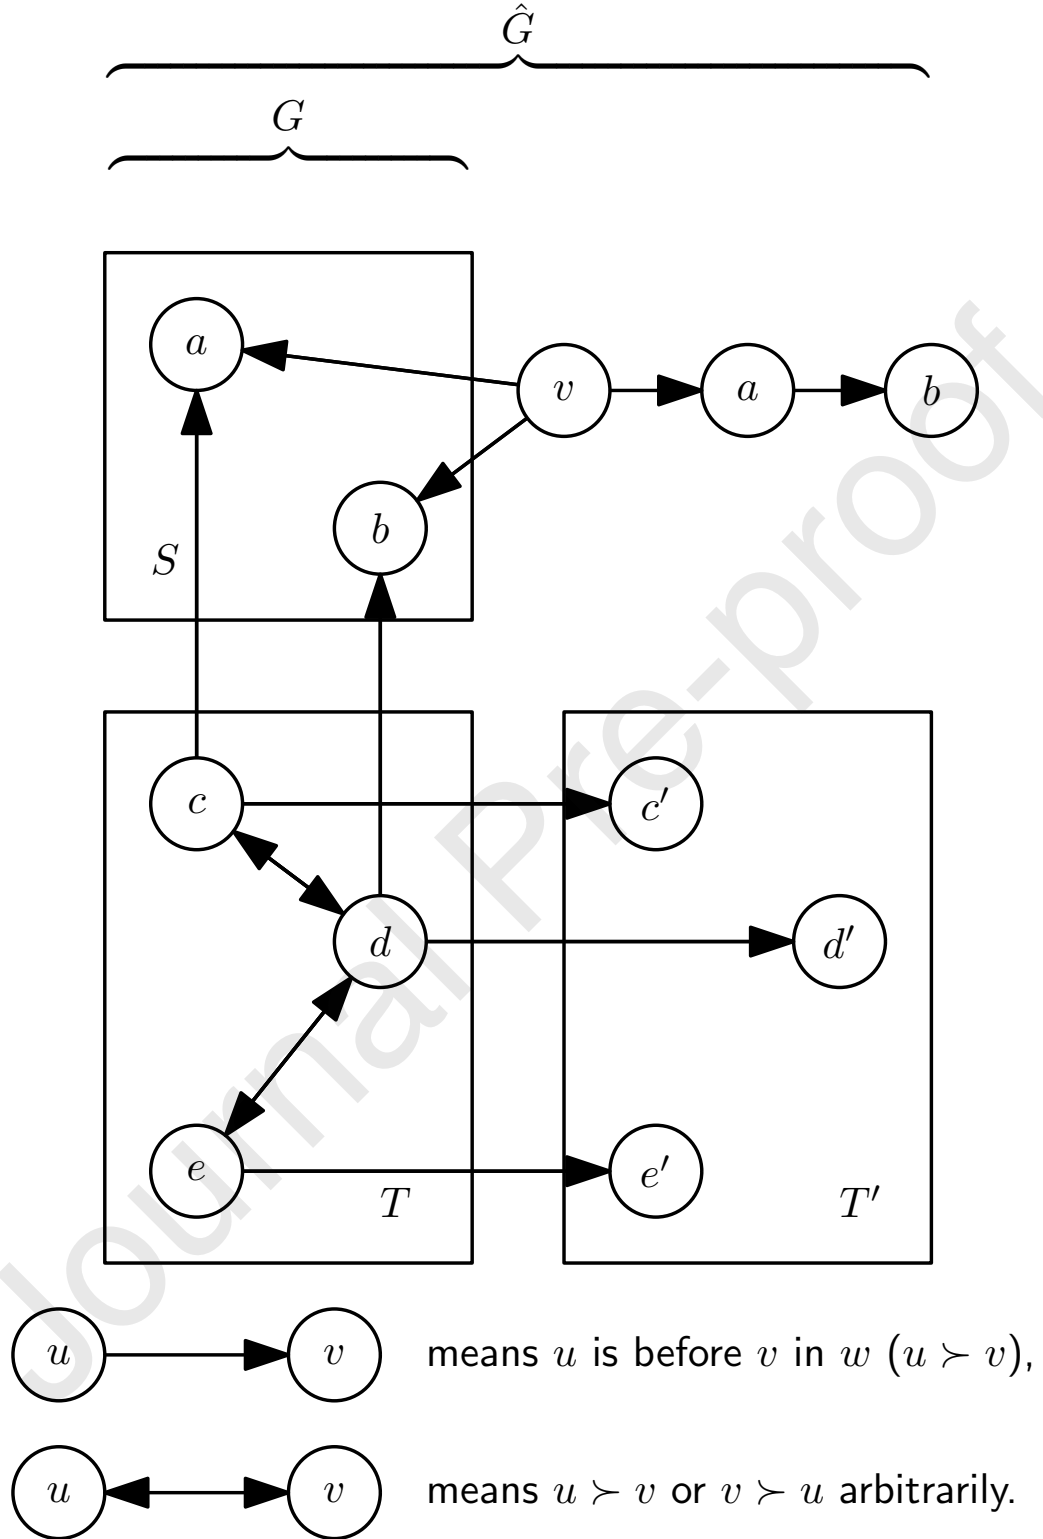 Ĝ
G
a
v a b
b
S
c c′
d d′
e e′
T T′
u v means u is before v in w (u ≻ v),
u v means u ≻ v or v ≻ u arbitrarily.
Journal Pre-proof